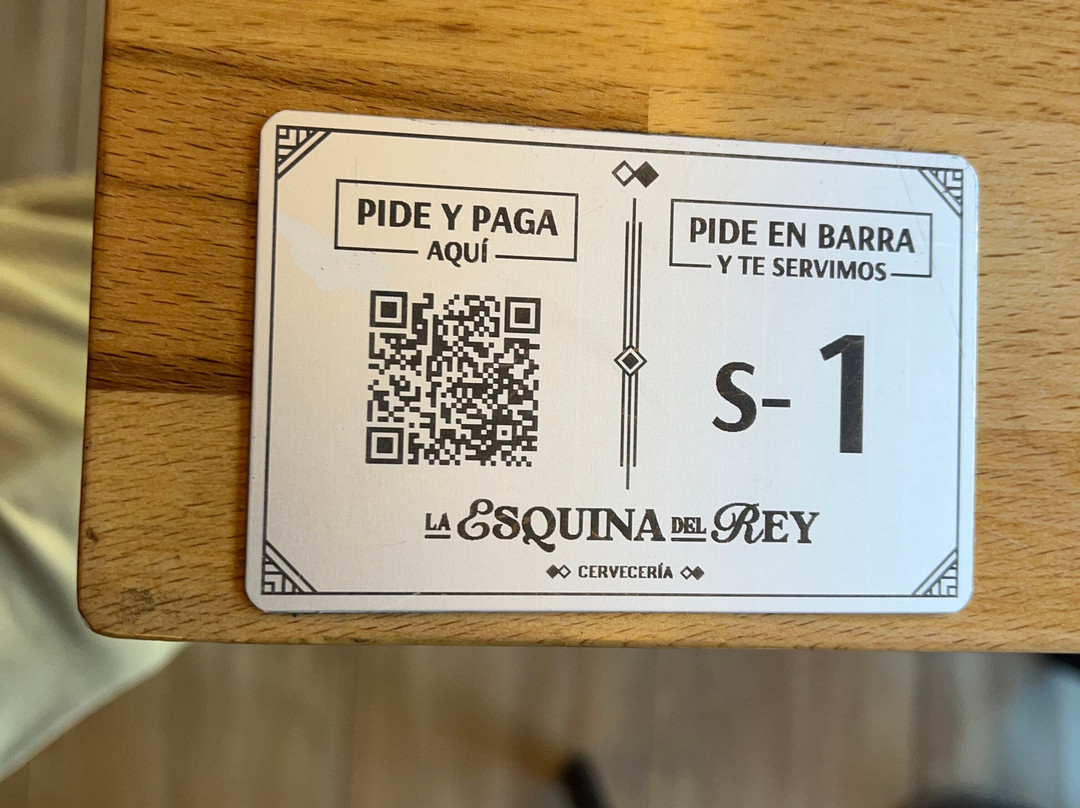 PIDE Y PAGA
AQUÍ
PIDE EN BARRA
Y TE SERVIMOS
S-1
LA ESQUINA DEL REY
CERVECERÍA